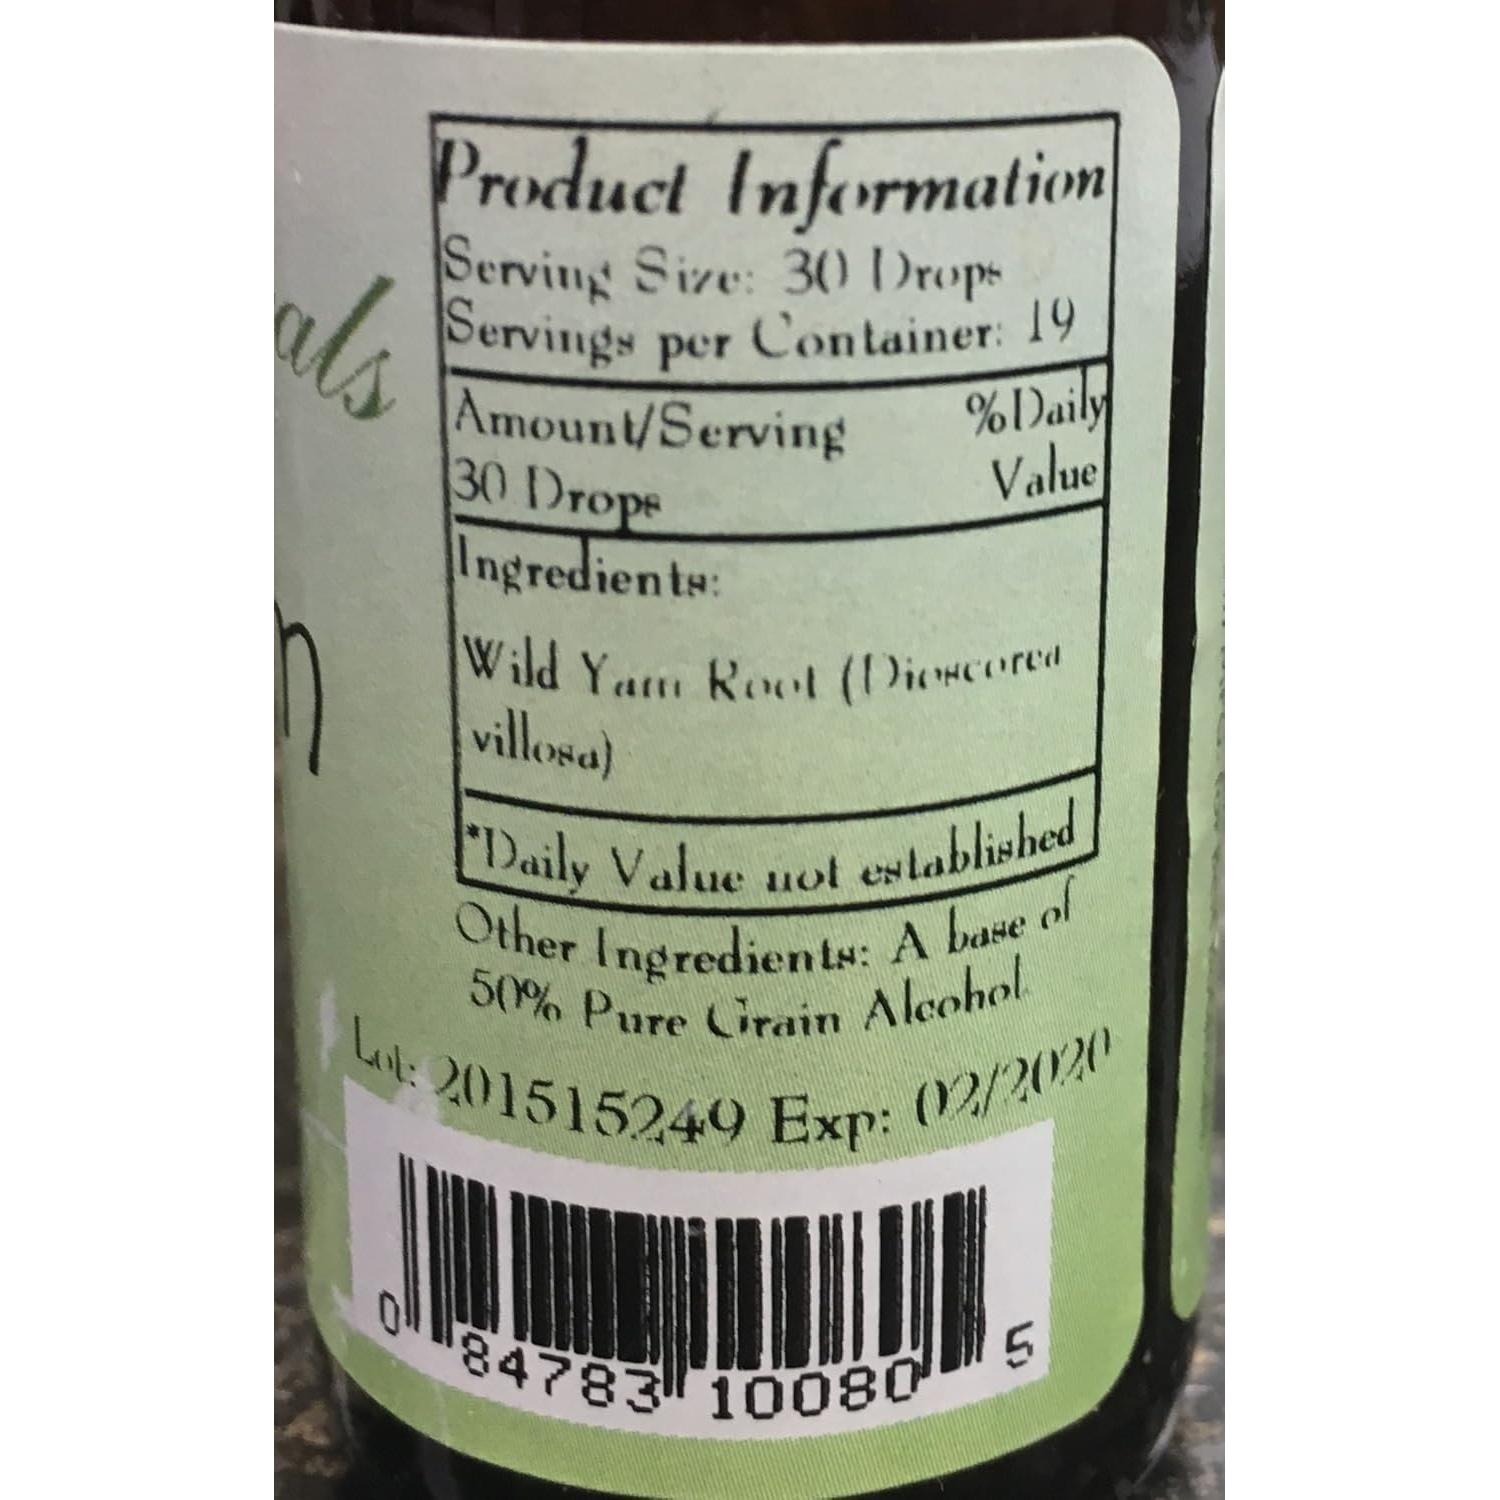 Product Information
Serving Size: 30 Drops
Servings per Container: 19
Amount/Serving %Daily
30 Drops Value
Ingredients:
Wild Yam Root (Dioscorea
villosa)
*Daily Value not established
Other Ingredients: A base of
50% Pure Grain Alcohol
Lot: 201515249 Exp: 02/2020
0 84783 10080 5